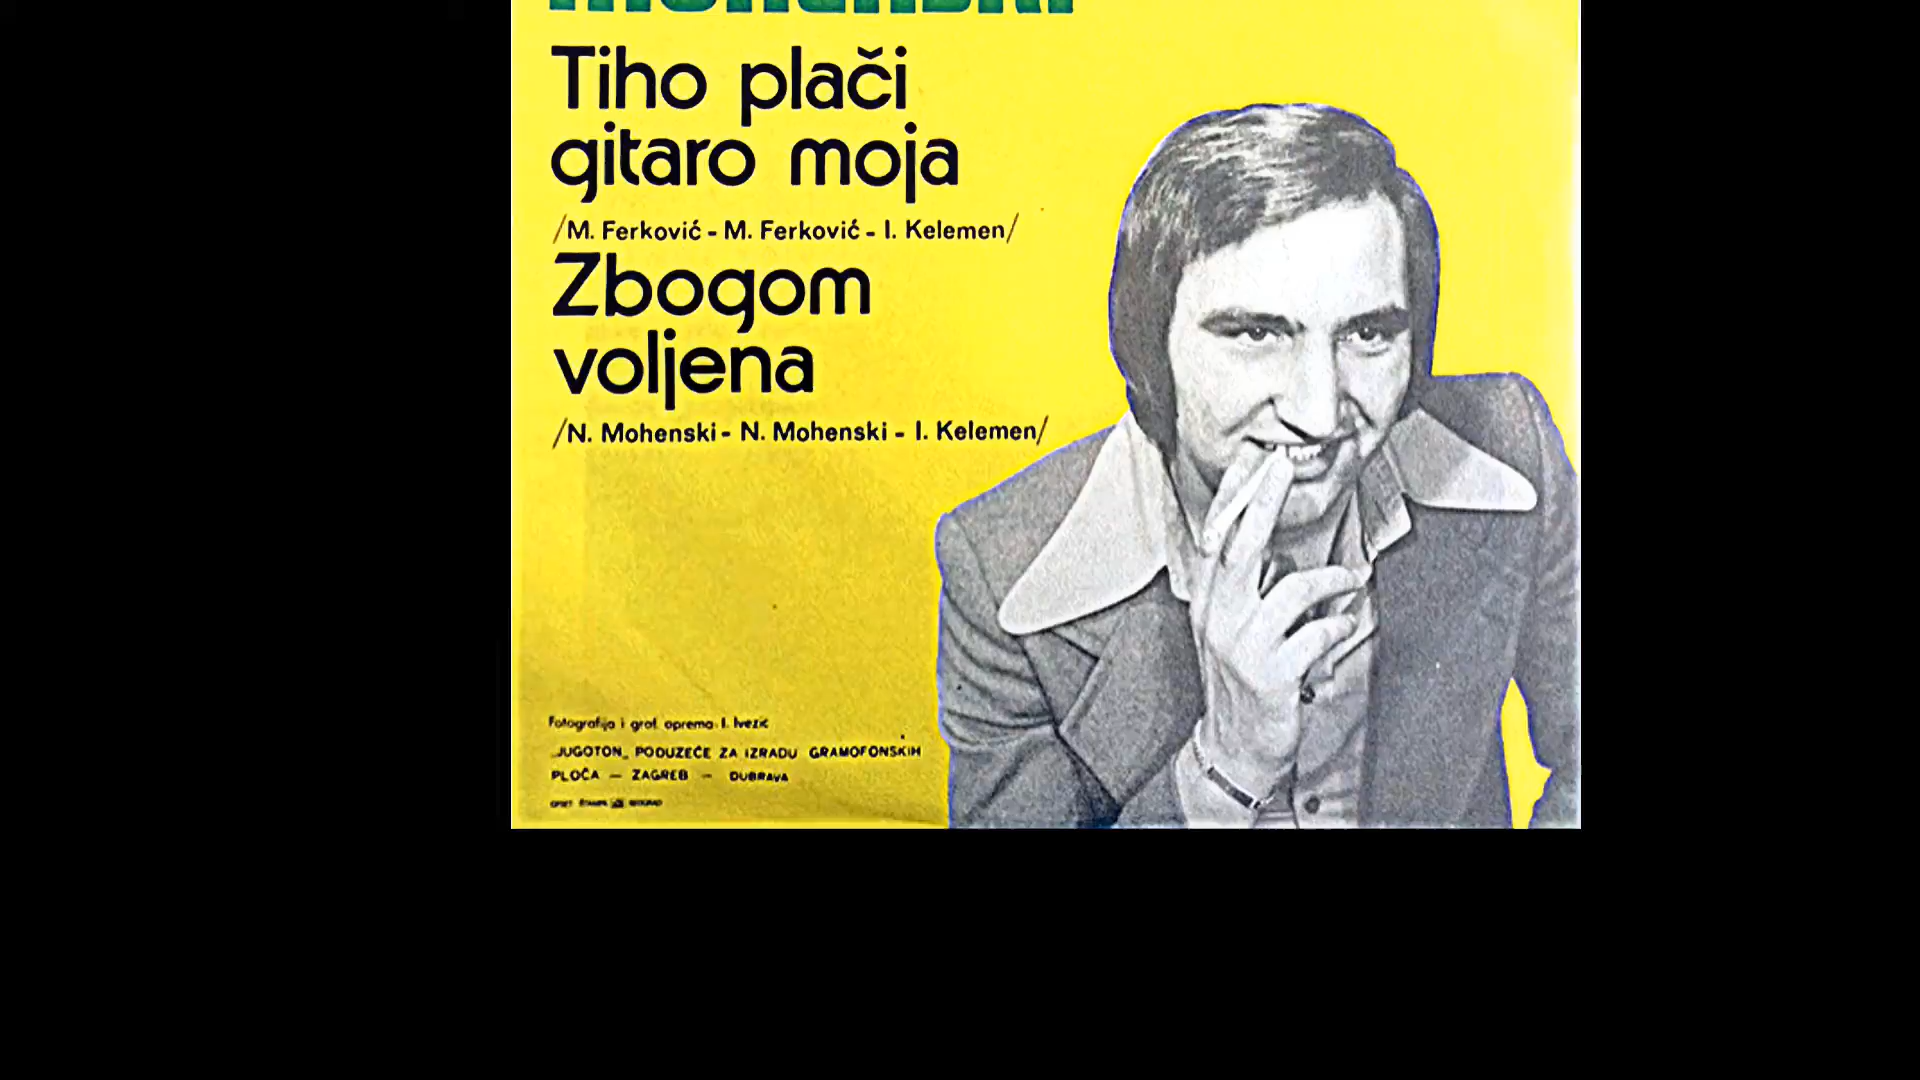 MOHENSKI
Tiho plači
gitaro moja
/M. Ferković - M. Ferković - I. Kelemen/
Zbogom
voljena
/N. Mohenski - N. Mohenski - I. Kelemen/
Fotografija i graf. oprema: I. Ivezić
„JUGOTON„ PODUZEĆE ZA IZRADU GRAMOFONSKIH
PLOČA — ZAGREB — DUBRAVA